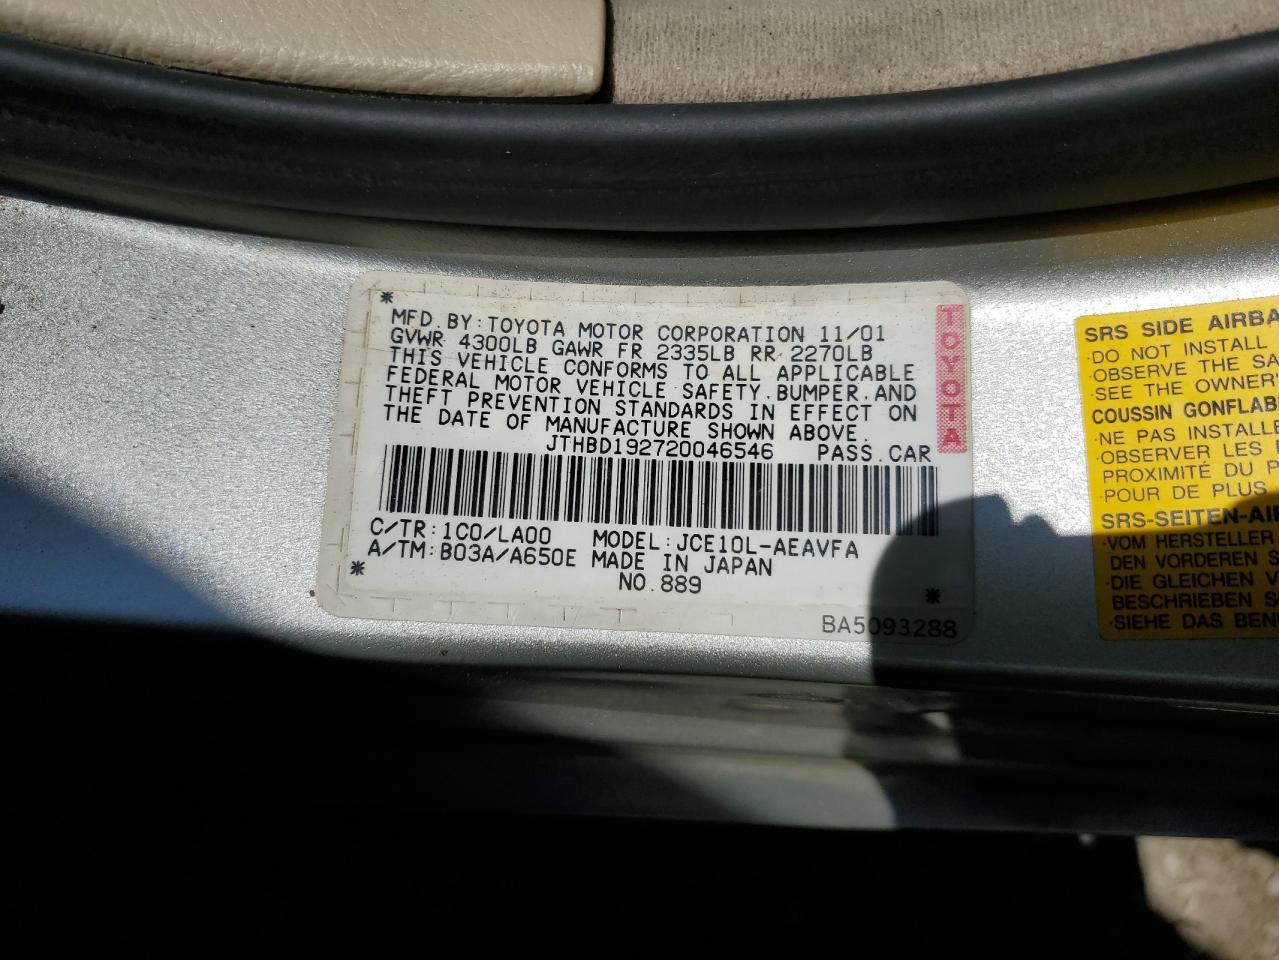 MFD. BY: TOYOTA MOTOR CORPORATION 11/01
GVWR 4300LB GAWR FR 2335LB RR 2270LB
THIS VEHICLE CONFORMS TO ALL APPLICABLE
FEDERAL MOTOR VEHICLE SAFETY, BUMPER, AND
THEFT PREVENTION STANDARDS IN EFFECT ON
THE DATE OF MANUFACTURE SHOWN ABOVE.
JTHBD192720046546 PASS. CAR
C/TR: 1C0/LA00 MODEL: JCE10L-AEAVFA
A/TM: B03A/A650E MADE IN JAPAN
NO. 889
BA5093288
TOYOTA
SRS SIDE AIRBA
·DO NOT INSTALL
·OBSERVE THE SA
·SEE THE OWNER'
COUSSIN GONFLAB
·NE PAS INSTALLE
·OBSERVER LES
PROXIMITÉ DU P
·POUR DE PLUS
SRS-SEITEN-AI
·VOM HERSTELLER
DEN VORDEREN S
·DIE GLEICHEN V
BESCHRIEBEN S
·SIEHE DAS BEN